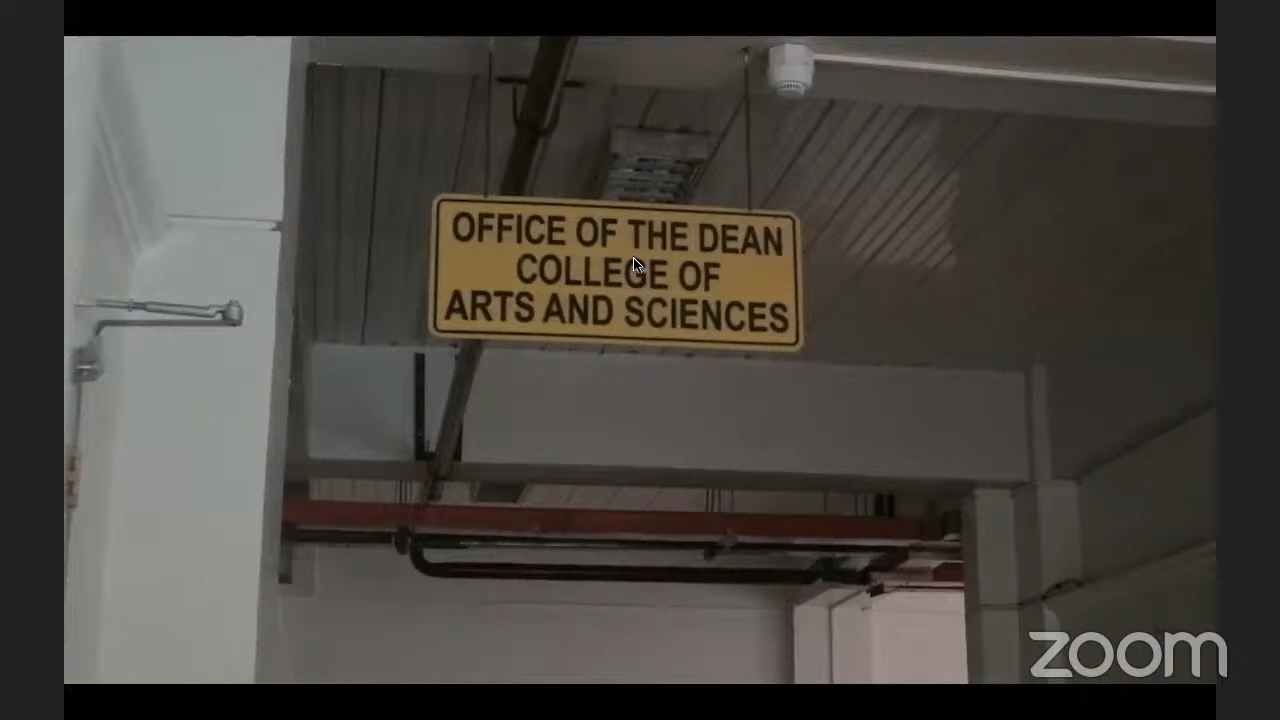 OFFICE OF THE DEAN
COLLEGE OF
ARTS AND SCIENCES
zoom